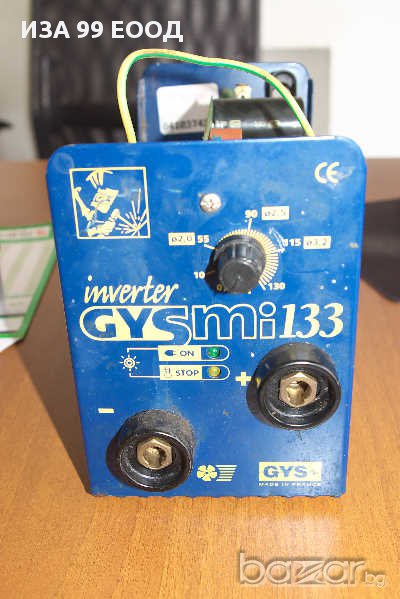 ИЗА 99 ЕООД
CE
90
ø2,5
ø2,0
55
115
ø3,2
10
130
inverter
GYSmi133
ON
STOP
+
-
GYS
MADE IN FRANCE
bazar.bg